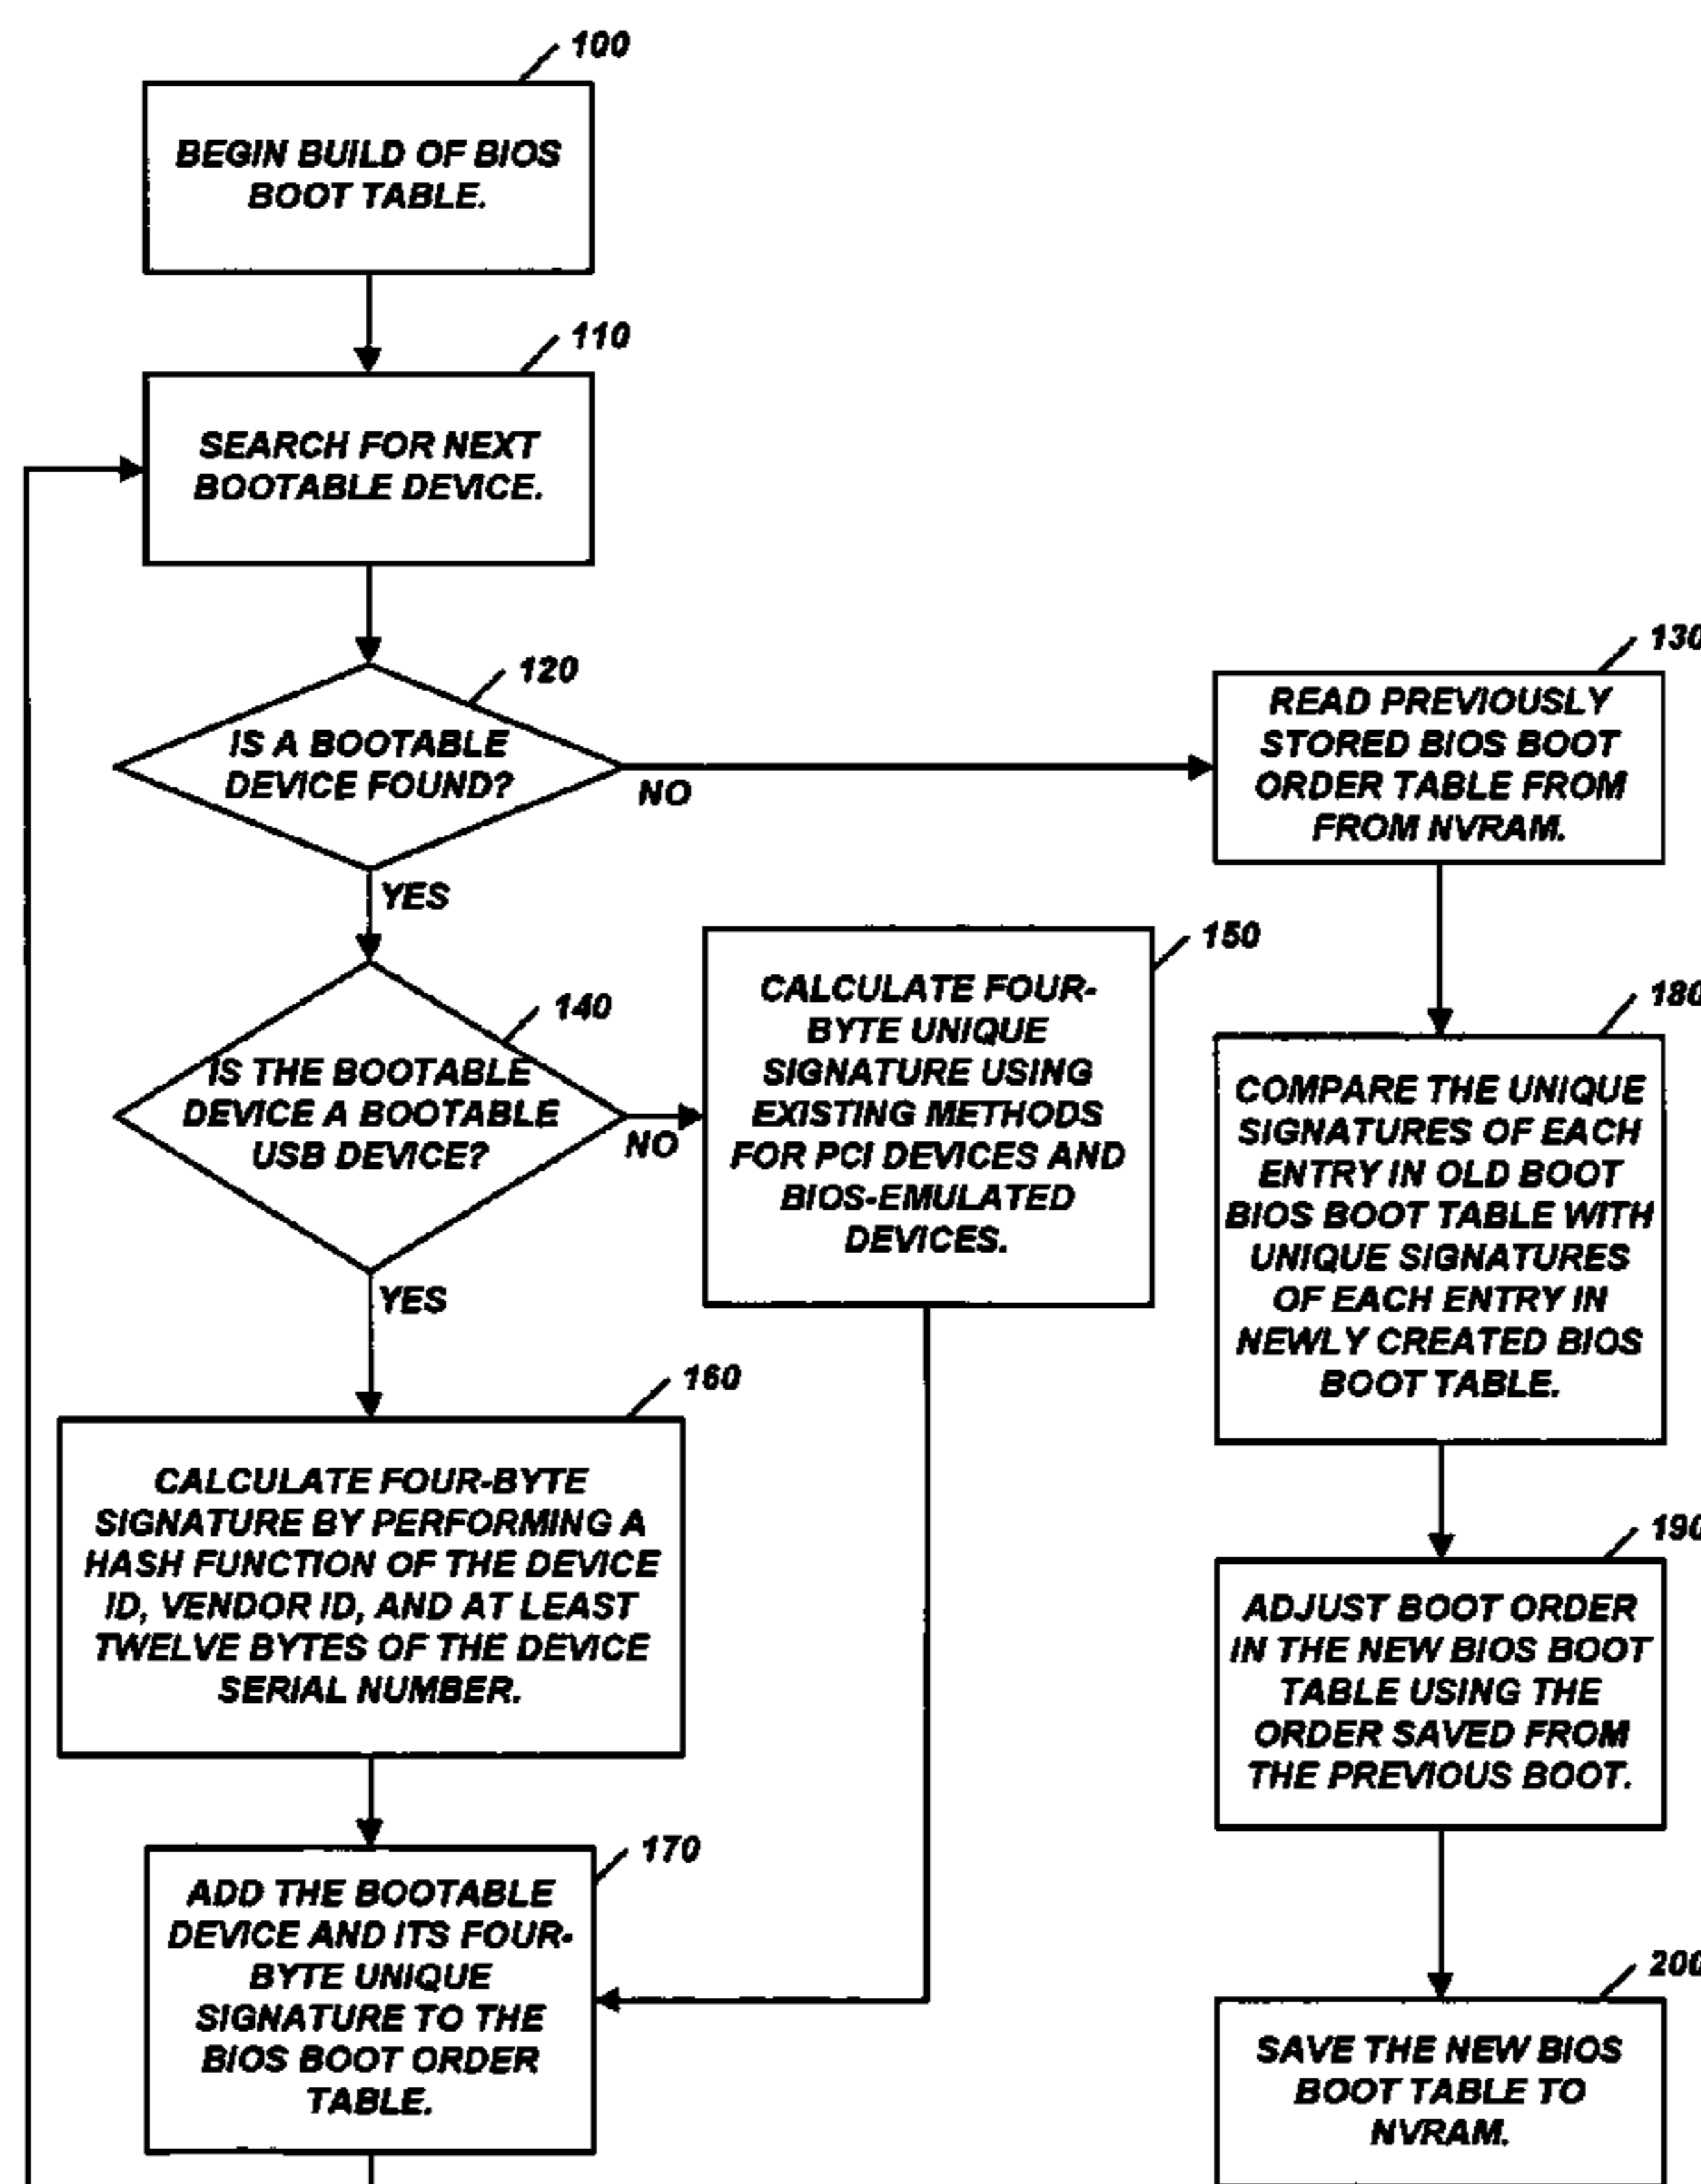 100
BEGIN BUILD OF BIOS
BOOT TABLE.
110
SEARCH FOR NEXT
BOOTABLE DEVICE.
120
IS A BOOTABLE
DEVICE FOUND?
NO
YES
130
READ PREVIOUSLY
STORED BIOS BOOT
ORDER TABLE FROM
FROM NVRAM.
140
IS THE BOOTABLE
DEVICE A BOOTABLE
USB DEVICE?
NO
YES
150
CALCULATE FOUR-
BYTE UNIQUE
SIGNATURE USING
EXISTING METHODS
FOR PCI DEVICES AND
BIOS-EMULATED
DEVICES.
160
CALCULATE FOUR-BYTE
SIGNATURE BY PERFORMING A
HASH FUNCTION OF THE DEVICE
ID, VENDOR ID, AND AT LEAST
TWELVE BYTES OF THE DEVICE
SERIAL NUMBER.
170
ADD THE BOOTABLE
DEVICE AND ITS FOUR-
BYTE UNIQUE
SIGNATURE TO THE
BIOS BOOT ORDER
TABLE.
180
COMPARE THE UNIQUE
SIGNATURES OF EACH
ENTRY IN OLD BOOT
BIOS BOOT TABLE WITH
UNIQUE SIGNATURES
OF EACH ENTRY IN
NEWLY CREATED BIOS
BOOT TABLE.
190
ADJUST BOOT ORDER
IN THE NEW BIOS BOOT
TABLE USING THE
ORDER SAVED FROM
THE PREVIOUS BOOT.
200
SAVE THE NEW BIOS
BOOT TABLE TO
NVRAM.